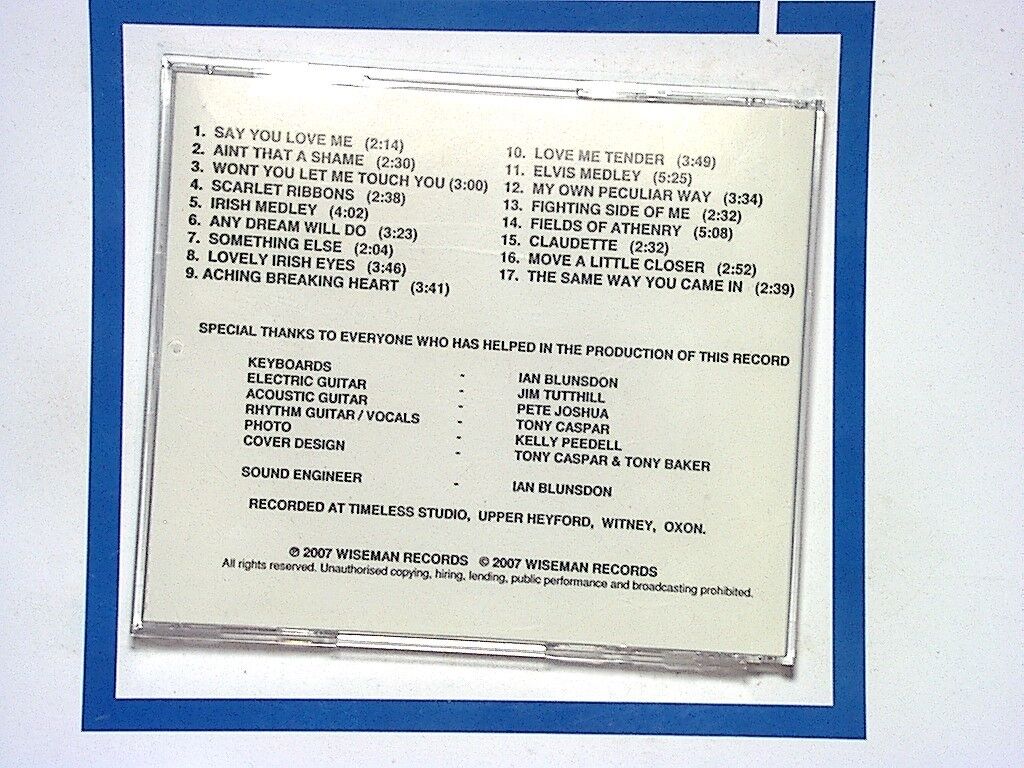 1. SAY YOU LOVE ME (2:14)
2. AINT THAT A SHAME (2:30)
3. WONT YOU LET ME TOUCH YOU (3:00)
4. SCARLET RIBBONS (2:38)
5. IRISH MEDLEY (4:02)
6. ANY DREAM WILL DO (3:23)
7. SOMETHING ELSE (2:04)
8. LOVELY IRISH EYES (3:46)
9. ACHING BREAKING HEART (3:41)
10. LOVE ME TENDER (3:49)
11. ELVIS MEDLEY (5:25)
12. MY OWN PECULIAR WAY (3:34)
13. FIGHTING SIDE OF ME (2:32)
14. FIELDS OF ATHENRY (5:08)
15. CLAUDETTE (2:32)
16. MOVE A LITTLE CLOSER (2:52)
17. THE SAME WAY YOU CAME IN (2:39)
SPECIAL THANKS TO EVERYONE WHO HAS HELPED IN THE PRODUCTION OF THIS RECORD
KEYBOARDS - IAN BLUNSDON
ELECTRIC GUITAR - JIM TUTTHILL
ACOUSTIC GUITAR - PETE JOSHUA
RHYTHM GUITAR / VOCALS - TONY CASPAR
PHOTO - KELLY PEEDELL
COVER DESIGN - TONY CASPAR & TONY BAKER
SOUND ENGINEER - IAN BLUNSDON
RECORDED AT TIMELESS STUDIO, UPPER HEYFORD, WITNEY, OXON.
℗ 2007 WISEMAN RECORDS © 2007 WISEMAN RECORDS
All rights reserved. Unauthorised copying, hiring, lending, public performance and broadcasting prohibited.